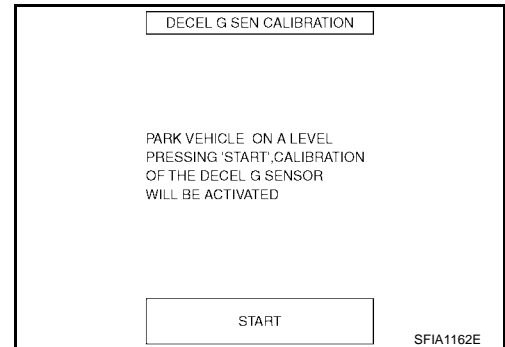 DECEL G SEN CALIBRATION
PARK VEHICLE ON A LEVEL
PRESSING 'START',CALIBRATION
OF THE DECEL G SENSOR
WILL BE ACTIVATED
START
SFIA1162E